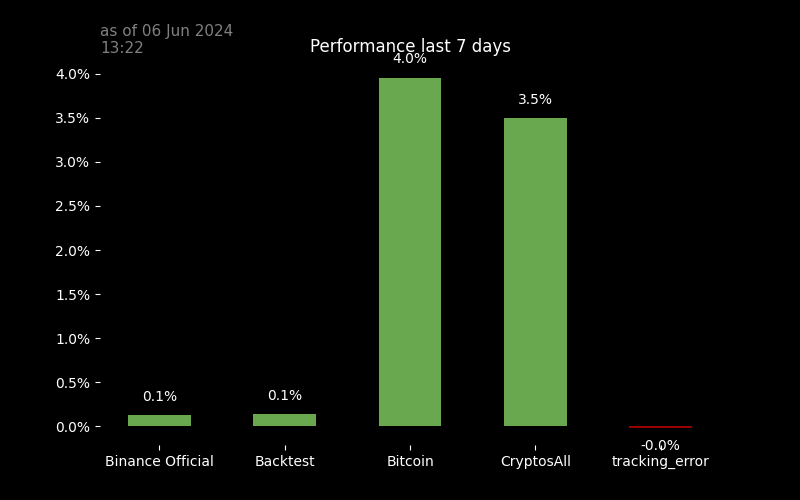 as of 06 Jun 2024
13:22
Performance last 7 days
4.0%
4.0%
3.5%
3.5%
3.0%
2.5%
2.0%
1.5%
1.0%
0.5%
0.1%
0.1%
0.0%
-0.0%
Binance Official
Backtest
Bitcoin
CryptosAll
tracking_error